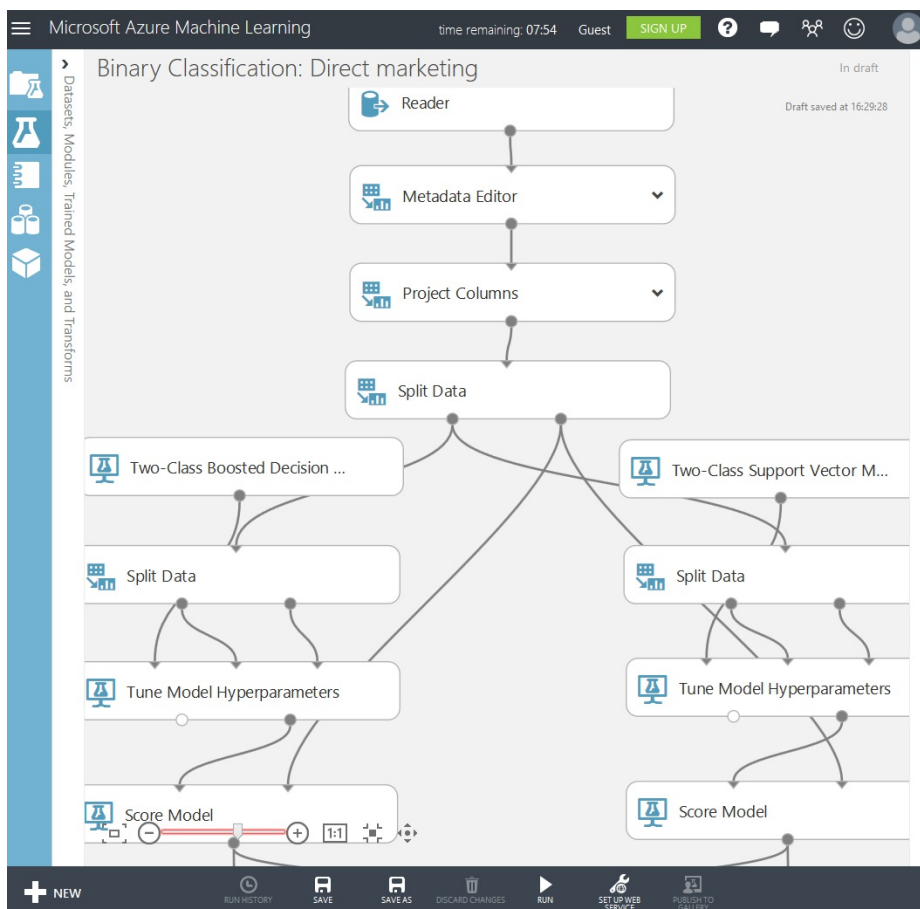 Microsoft Azure Machine Learning
time remaining: 07:54
Guest
SIGN UP
?
Datasets, Modules, Trained Models, and Transforms
Binary Classification: Direct marketing
In draft
Draft saved at 16:29:28
Reader
Metadata Editor
Project Columns
Split Data
Two-Class Boosted Decision ...
Two-Class Support Vector M...
Split Data
Split Data
Tune Model Hyperparameters
Tune Model Hyperparameters
Score Model
Score Model
1:1
NEW
RUN HISTORY
SAVE
SAVE AS
DISCARD CHANGES
RUN
SET UP WEB
SERVICE
PUBLISH TO
GALLERY